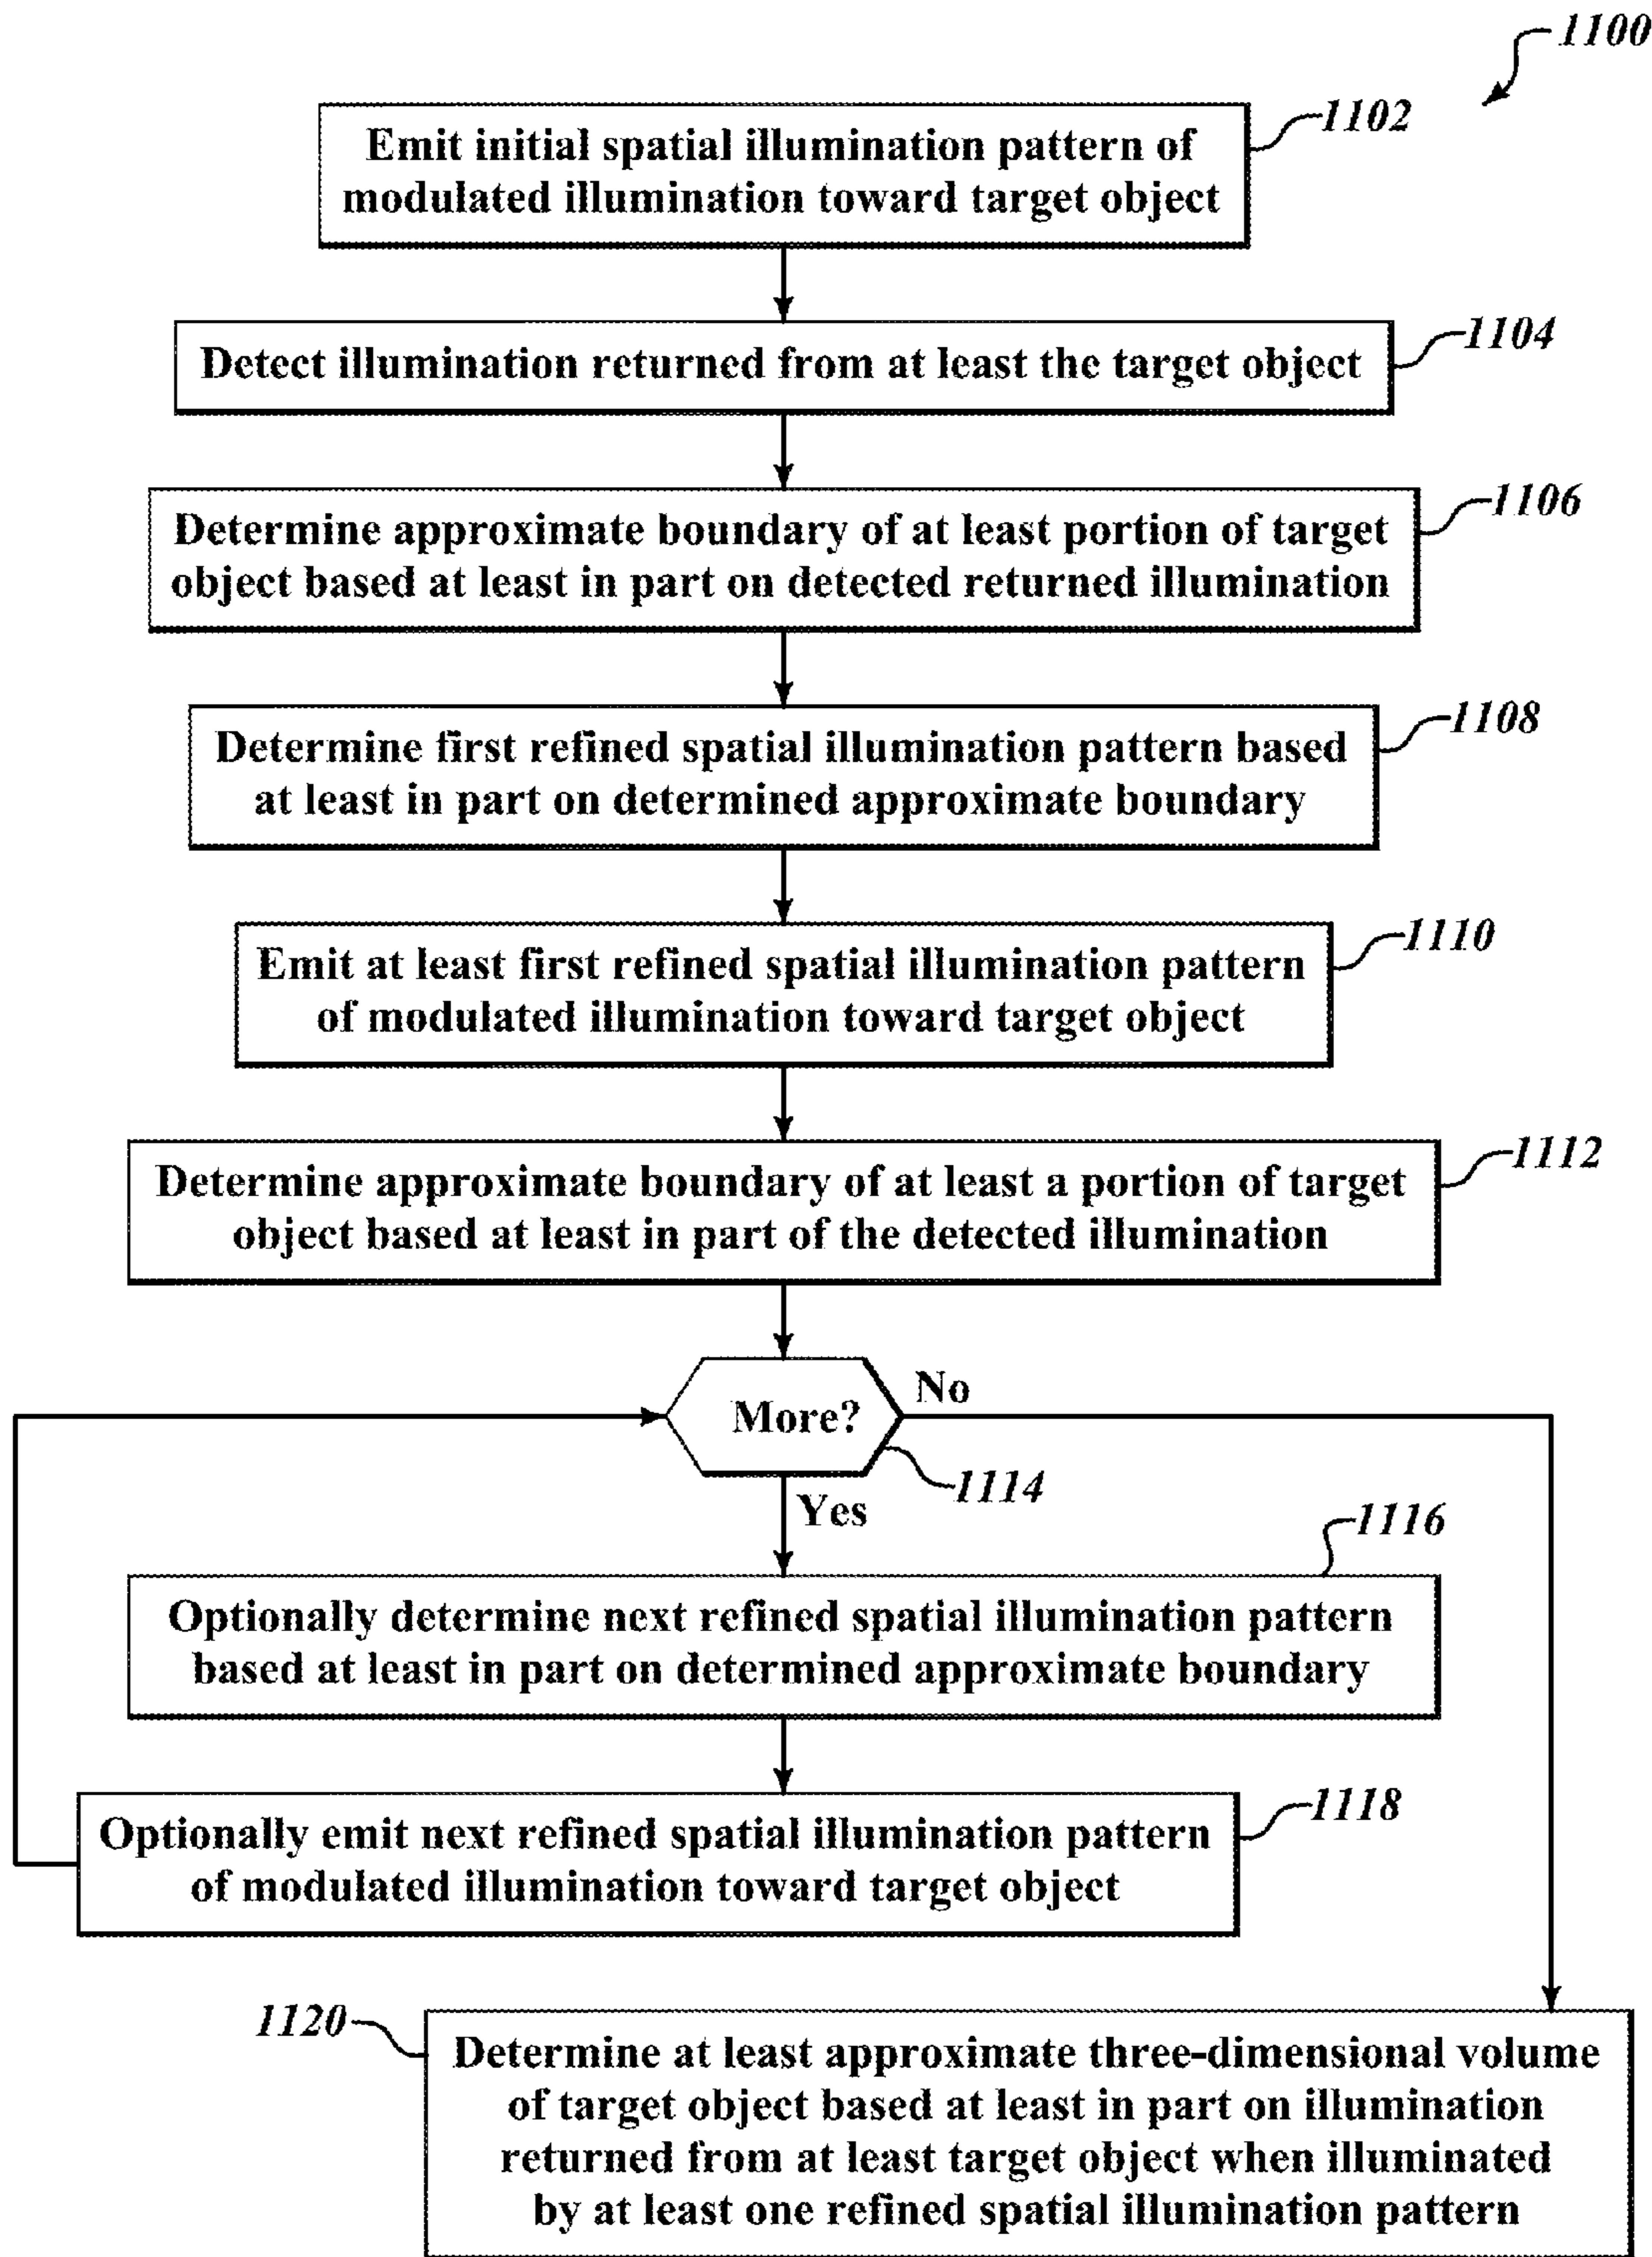 1100
1102
Emit initial spatial illumination pattern of
modulated illumination toward target object
1104
Detect illumination returned from at least the target object
1106
Determine approximate boundary of at least portion of target
object based at least in part on detected returned illumination
1108
Determine first refined spatial illumination pattern based
at least in part on determined approximate boundary
1110
Emit at least first refined spatial illumination pattern
of modulated illumination toward target object
1112
Determine approximate boundary of at least a portion of target
object based at least in part of the detected illumination
More?
No
1114
Yes
1116
Optionally determine next refined spatial illumination pattern
based at least in part on determined approximate boundary
1118
Optionally emit next refined spatial illumination pattern
of modulated illumination toward target object
1120
Determine at least approximate three-dimensional volume
of target object based at least in part on illumination
returned from at least target object when illuminated
by at least one refined spatial illumination pattern